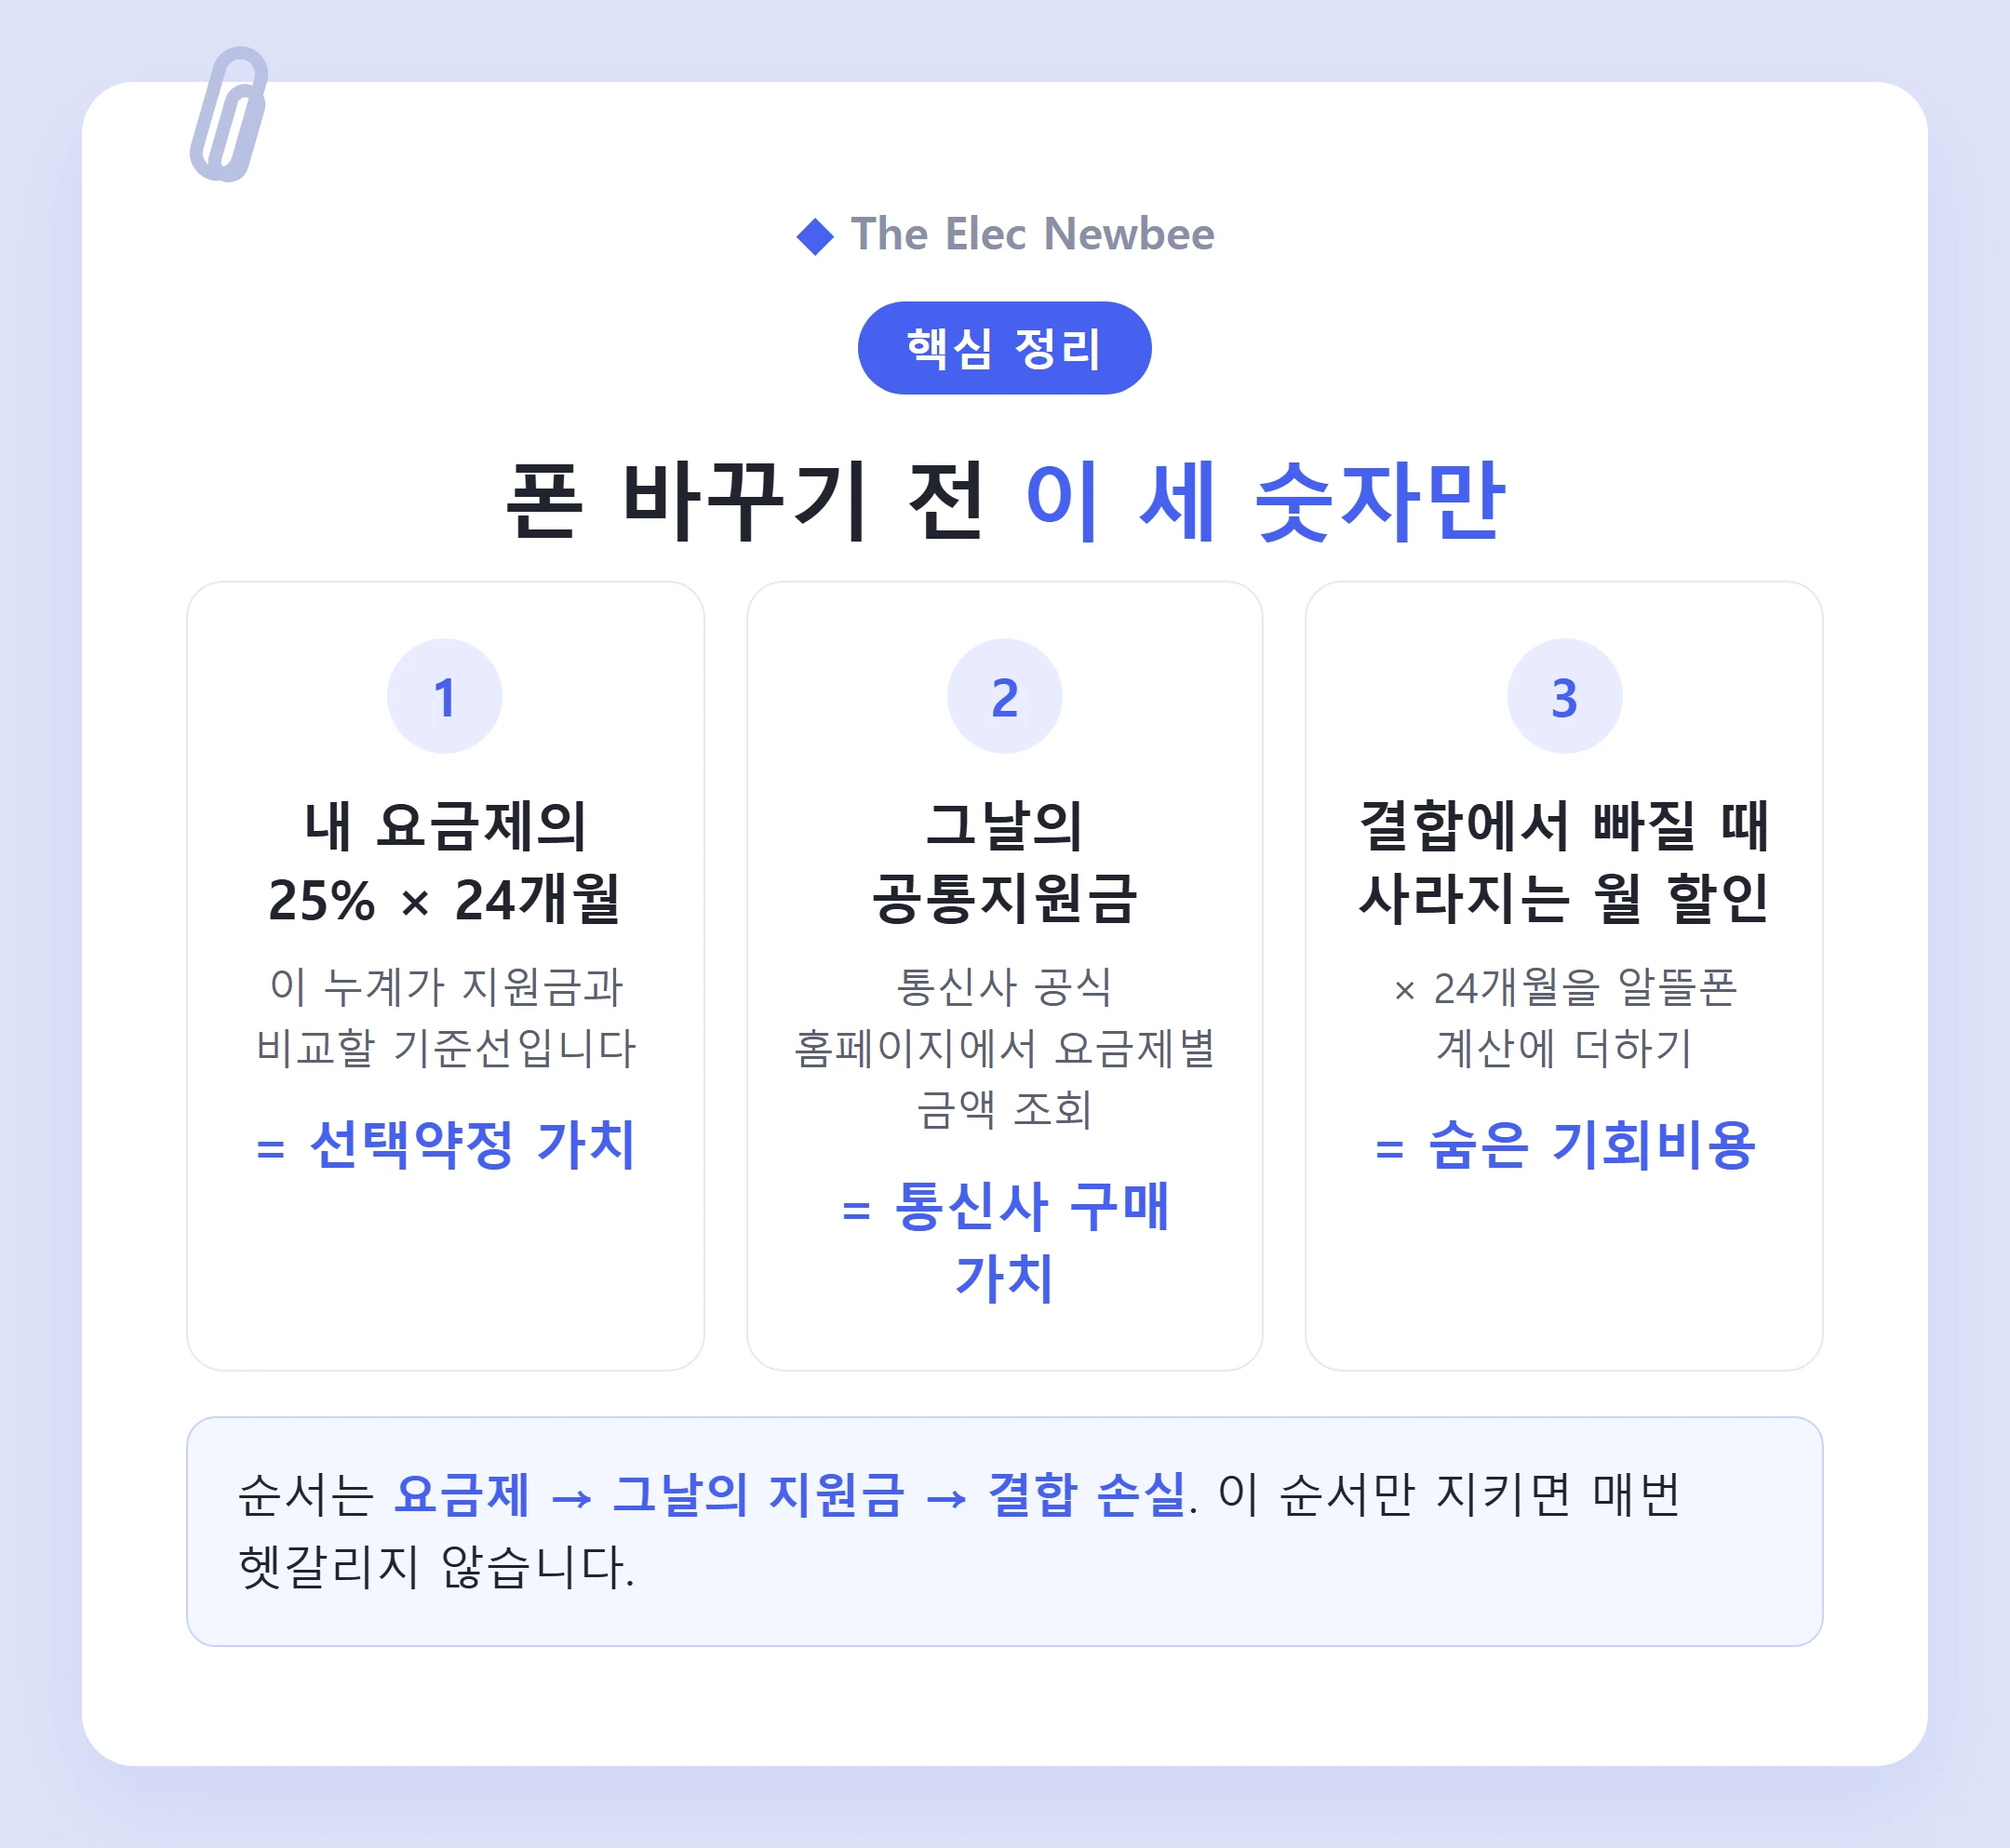 The Elec Newbee
핵심 정리
폰 바꾸기 전 이 세 숫자만
1
내 요금제의
25% × 24개월
이 누계가 지원금과
비교할 기준선입니다
= 선택약정 가치
2
그날의
공통지원금
통신사 공식
홈페이지에서 요금제별
금액 조회
= 통신사 구매
가치
3
결합에서 빠질 때
사라지는 월 할인
× 24개월을 알뜰폰
계산에 더하기
= 숨은 기회비용
순서는 요금제 → 그날의 지원금 → 결합 손실. 이 순서만 지키면 매번
헷갈리지 않습니다.